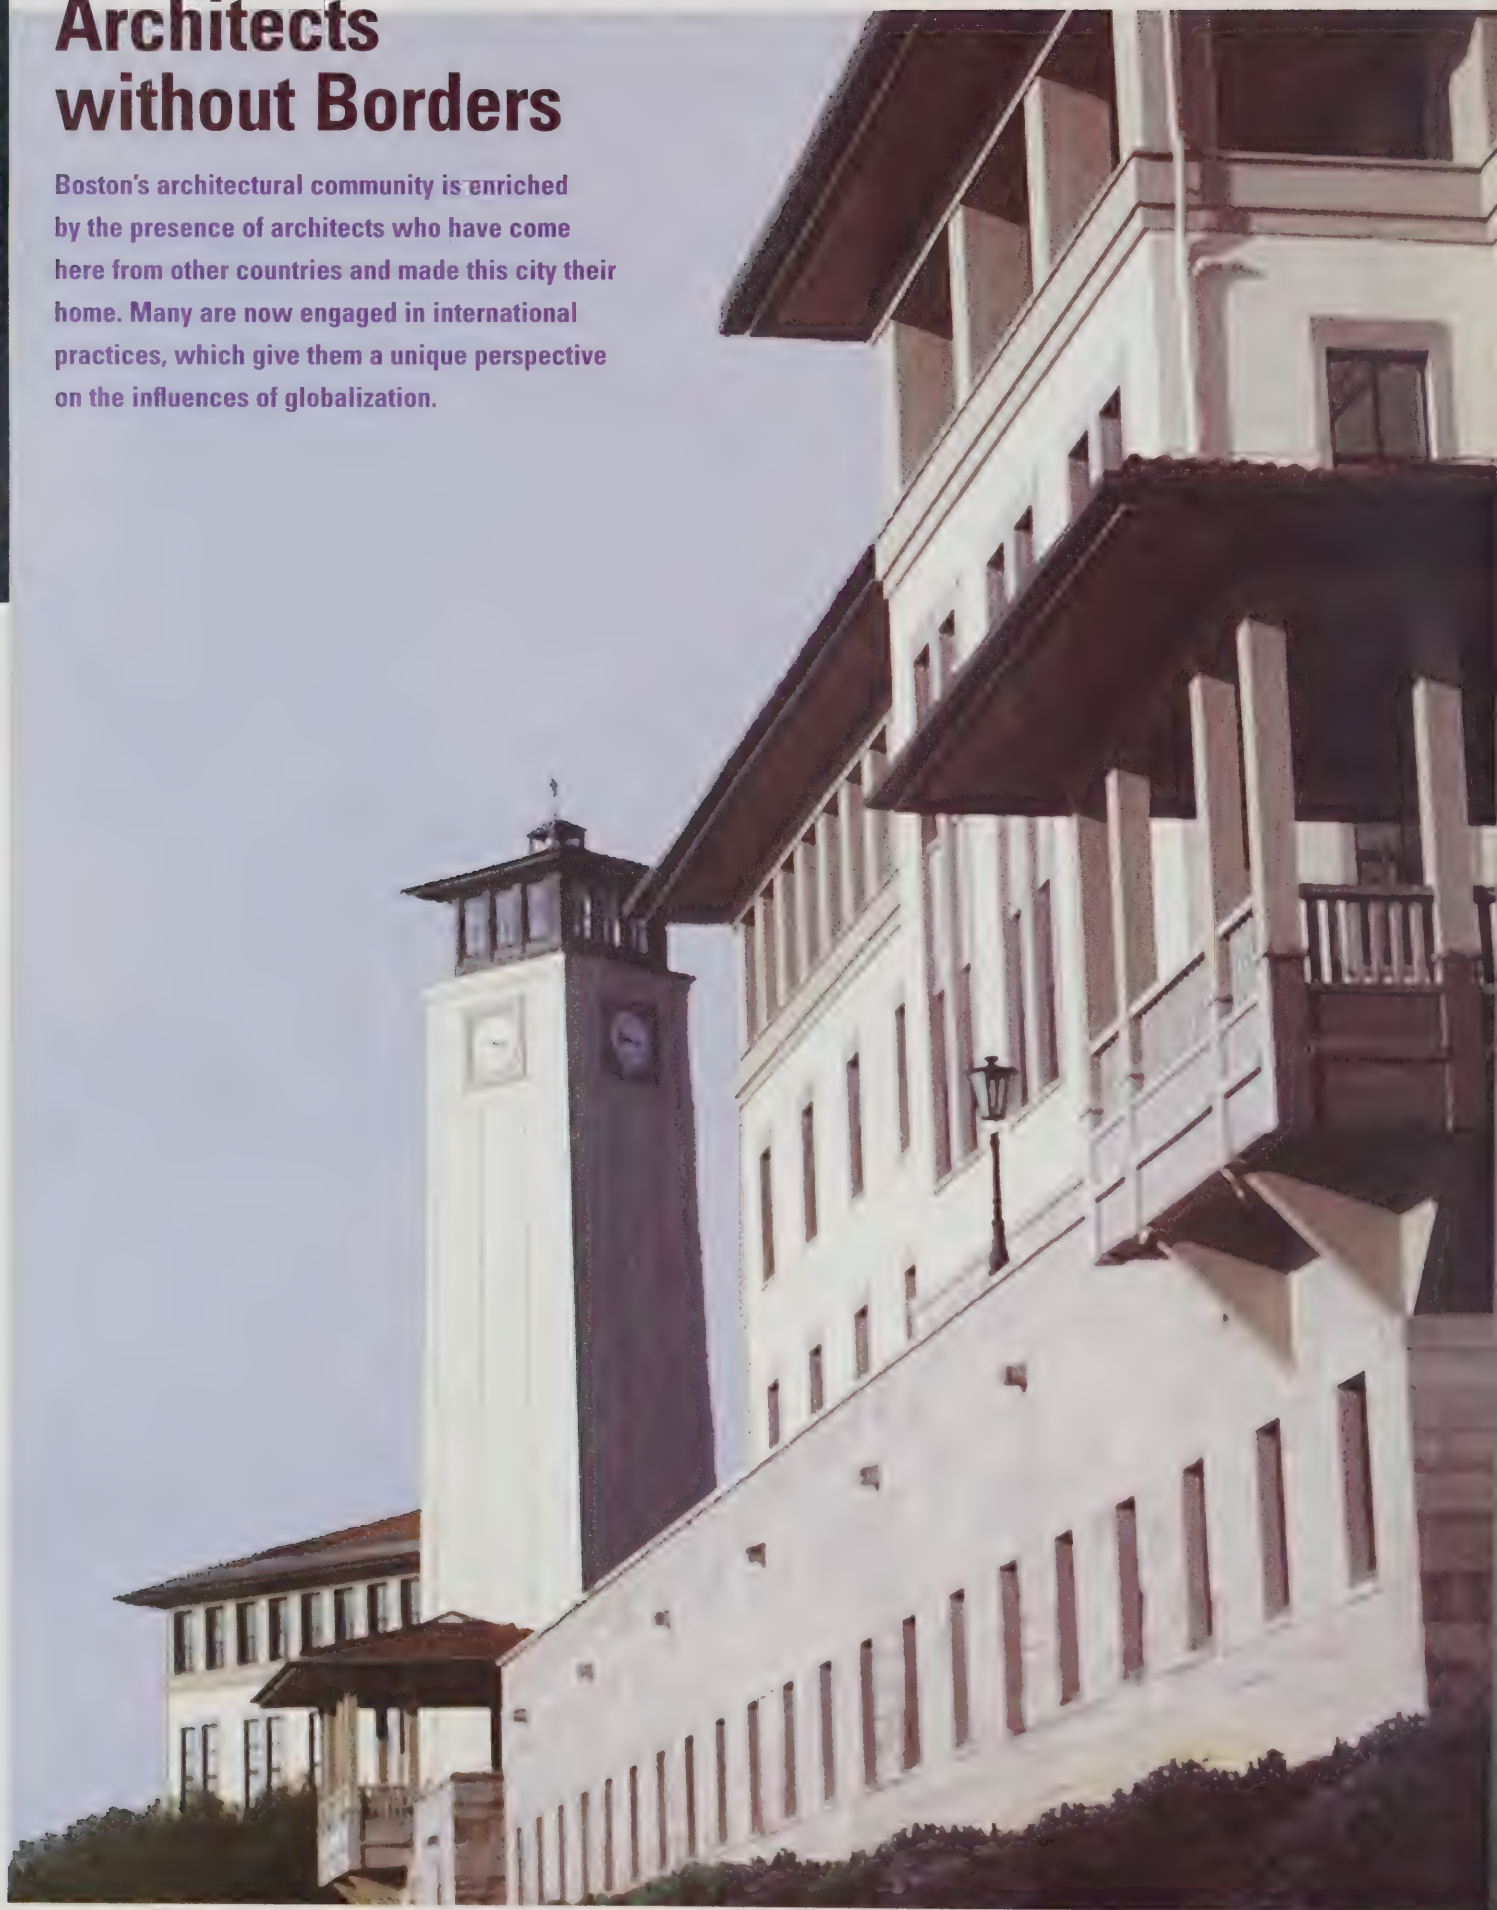 Architects
without Borders
Boston's architectural community is enriched
by the presence of architects who have come
here from other countries and made this city their
home. Many are now engaged in international
practices, which give them a unique perspective
on the influences of globalization.